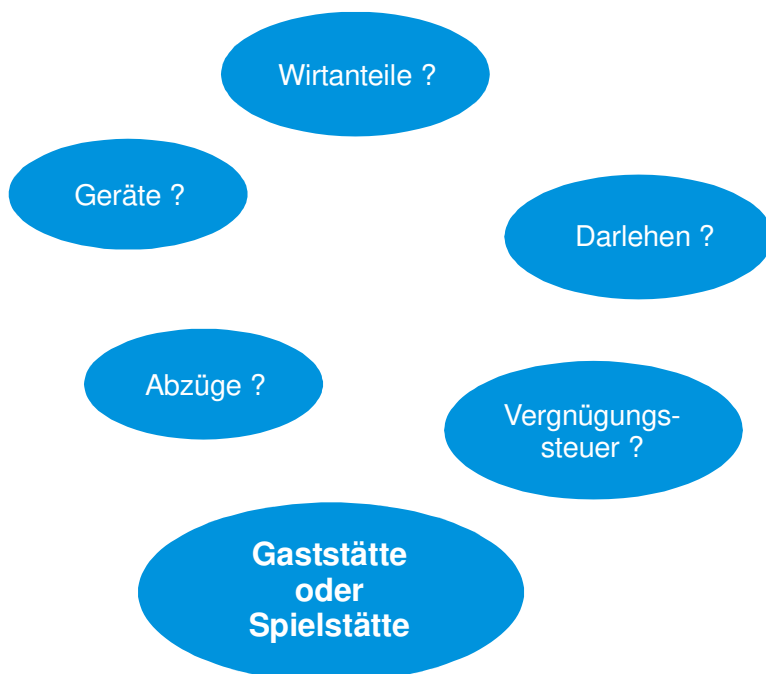 Wirtanteile ?
Geräte ?
Darlehen ?
Abzüge ?
Vergnügungs-
steuer ?
Gaststätte
oder
Spielstätte